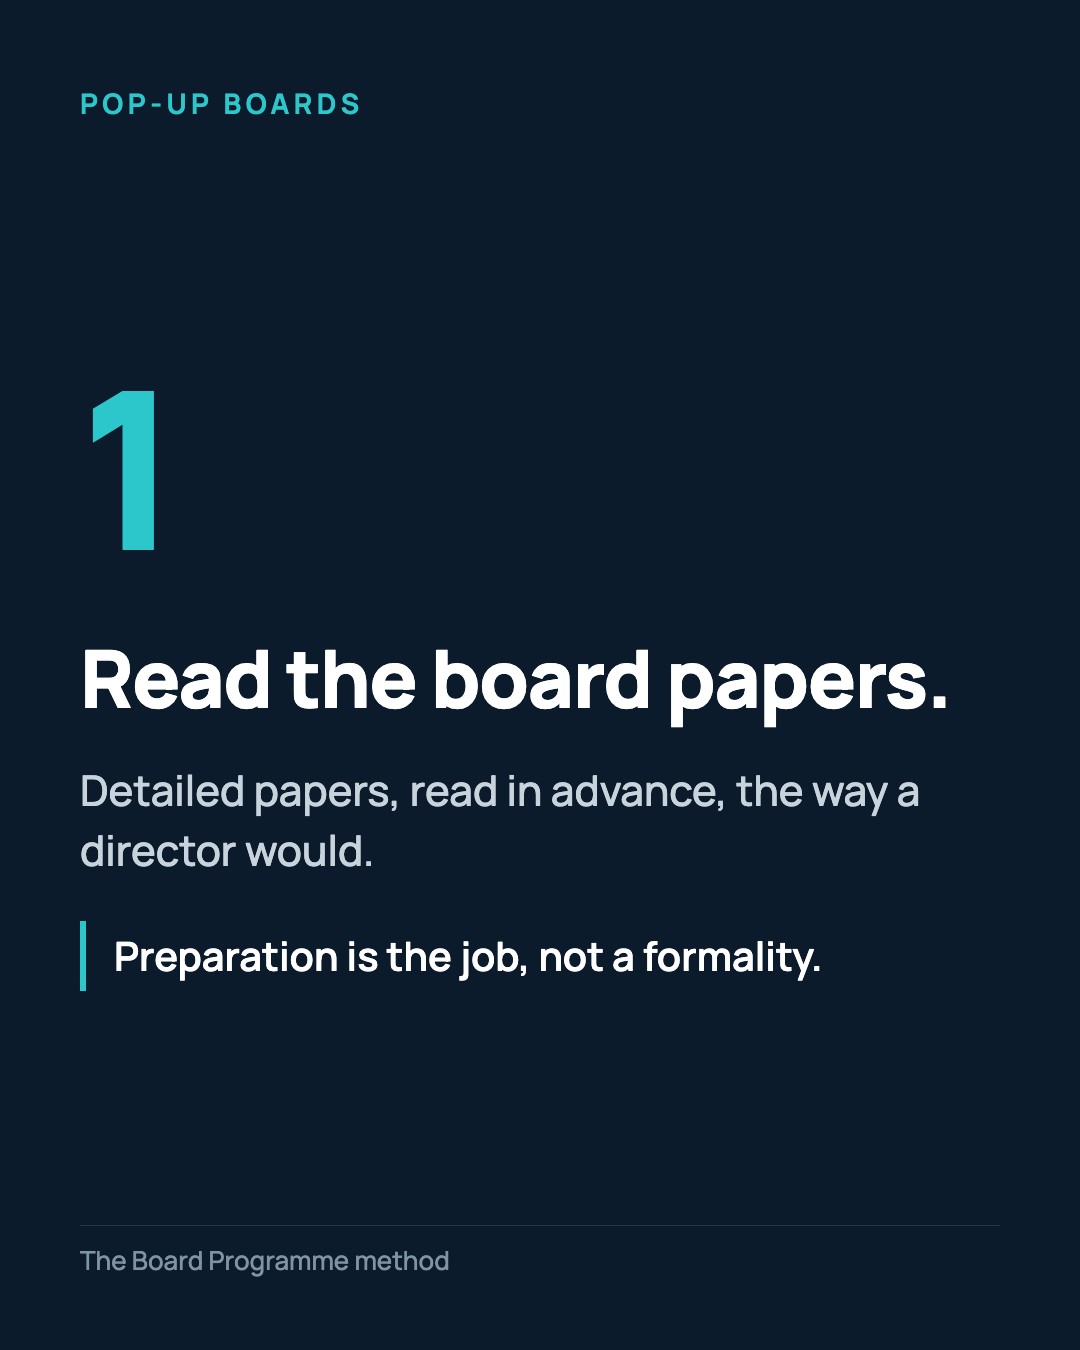 POP-UP BOARDS
1
Read the board papers.
Detailed papers, read in advance, the way a
director would.
Preparation is the job, not a formality.
The Board Programme method